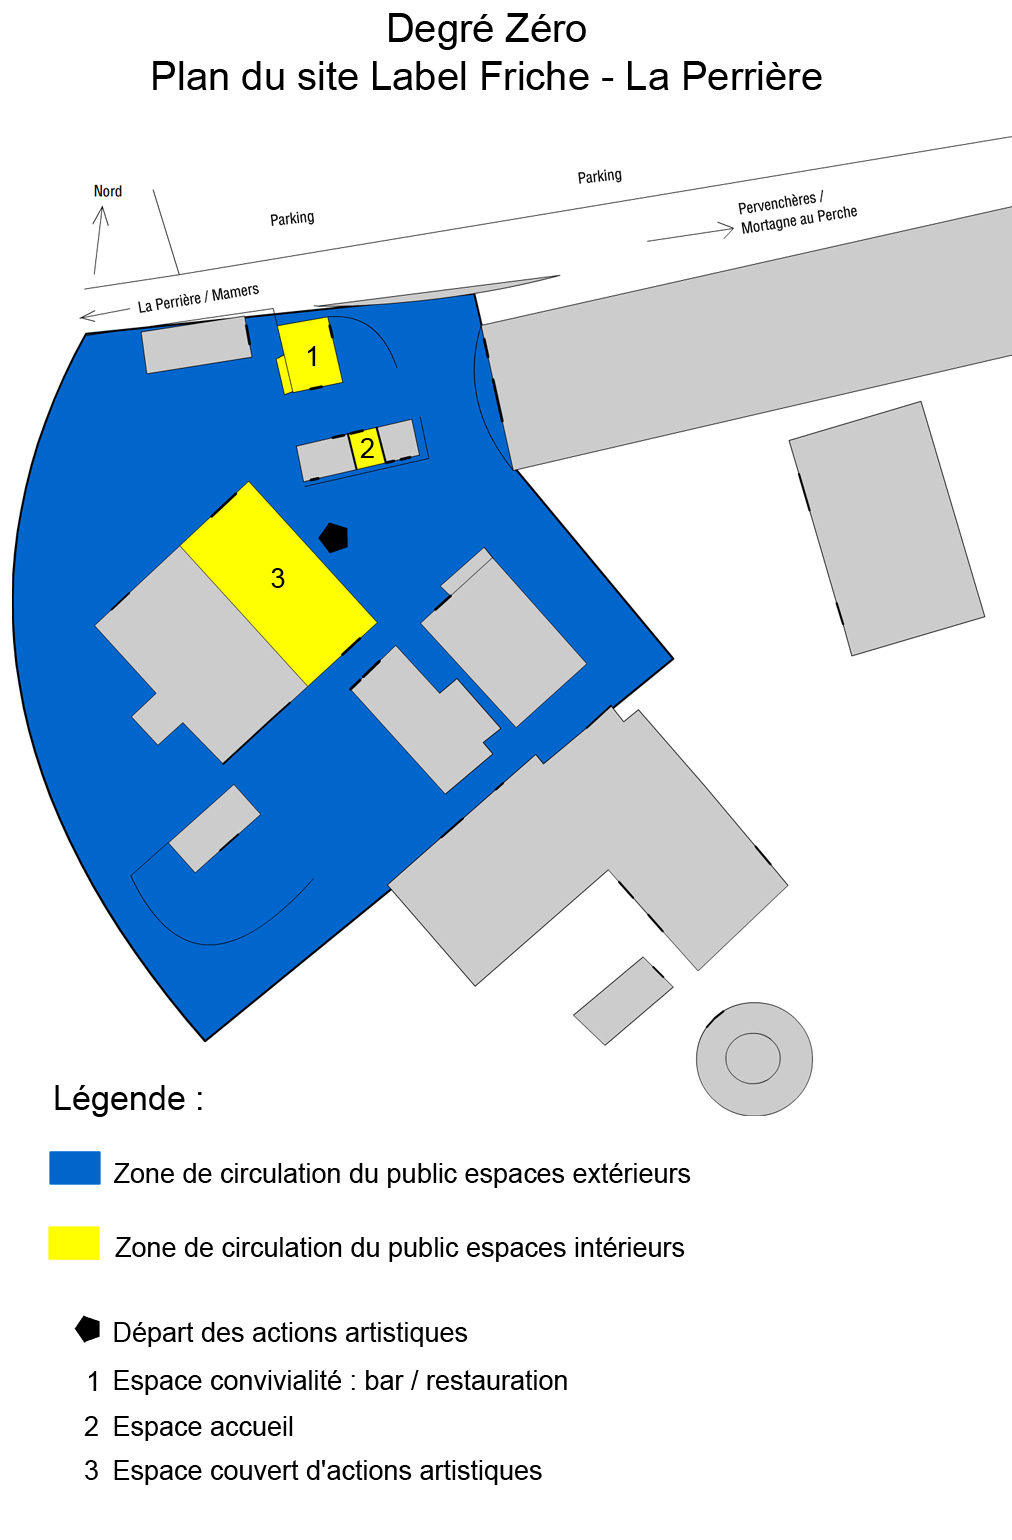 Degré Zéro
Plan du site Label Friche - La Perrière
Parking
Nord
Parking
Pervenchères /
Mortagne au Perche
La Perrière / Mamers
1
2
3
Légende :
Zone de circulation du public espaces extérieurs
Zone de circulation du public espaces intérieurs
Départ des actions artistiques
1 Espace convivialité : bar / restauration
2 Espace accueil
3 Espace couvert d'actions artistiques